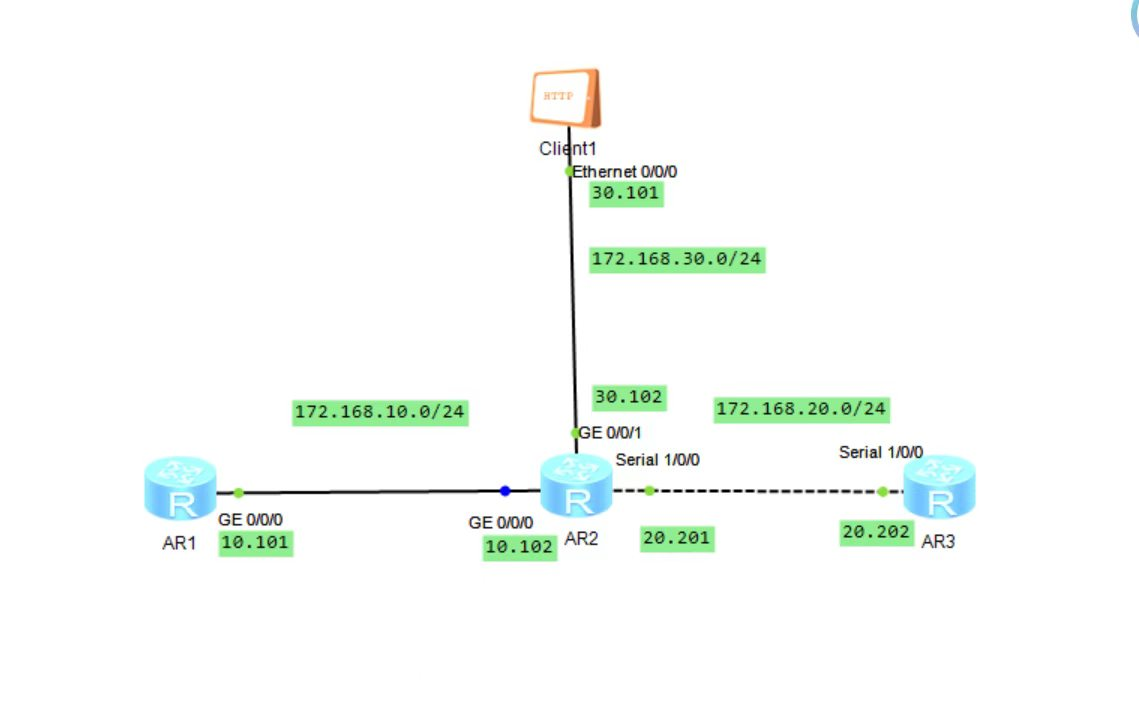 HTTP
Client1
Ethernet 0/0/0
30.101
172.168.30.0/24
30.102
172.168.10.0/24
172.168.20.0/24
GE 0/0/1
Serial 1/0/0
Serial 1/0/0
R
R
R
GE 0/0/0
GE 0/0/0
10.101
10.102
AR1
AR2
20.201
20.202
AR3